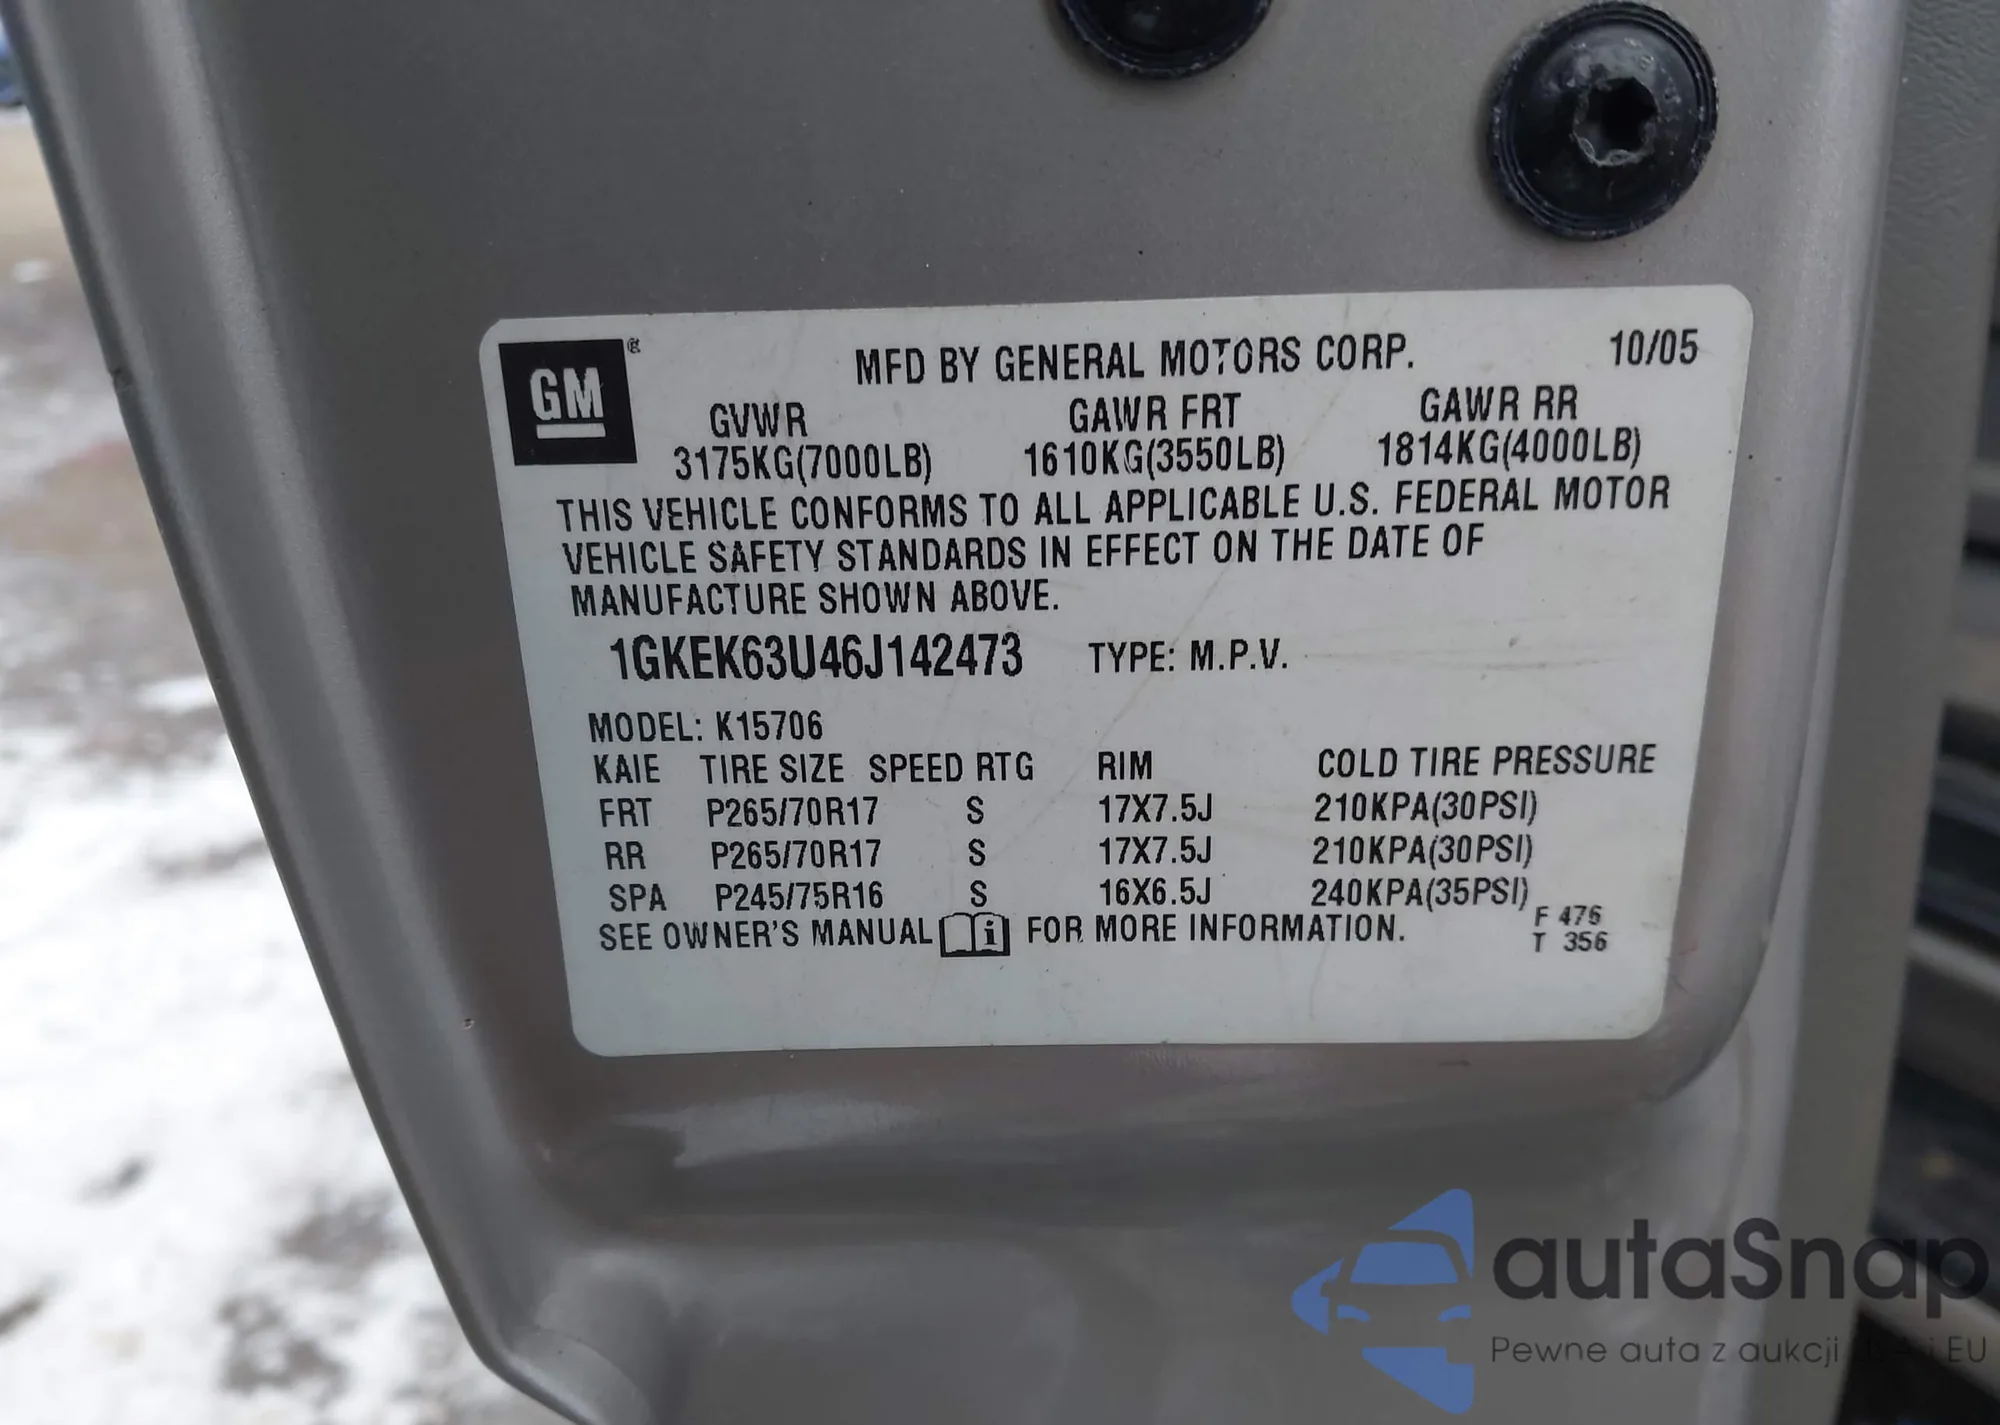 GM
MFD BY GENERAL MOTORS CORP. 10/05
GVWR GAWR FRT GAWR RR
3175KG(7000LB) 1610KG(3550LB) 1814KG(4000LB)
THIS VEHICLE CONFORMS TO ALL APPLICABLE U.S. FEDERAL MOTOR
VEHICLE SAFETY STANDARDS IN EFFECT ON THE DATE OF
MANUFACTURE SHOWN ABOVE.
1GKEK63U46J142473 TYPE: M.P.V.
MODEL: K15706
KAIE TIRE SIZE SPEED RTG RIM COLD TIRE PRESSURE
FRT P265/70R17 S 17X7.5J 210KPA(30PSI)
RR P265/70R17 S 17X7.5J 210KPA(30PSI)
SPA P245/75R16 S 16X6.5J 240KPA(35PSI)
SEE OWNER'S MANUAL FOR MORE INFORMATION.
F 476
T 356
autaSnap
Pewne auta z aukcji i EU